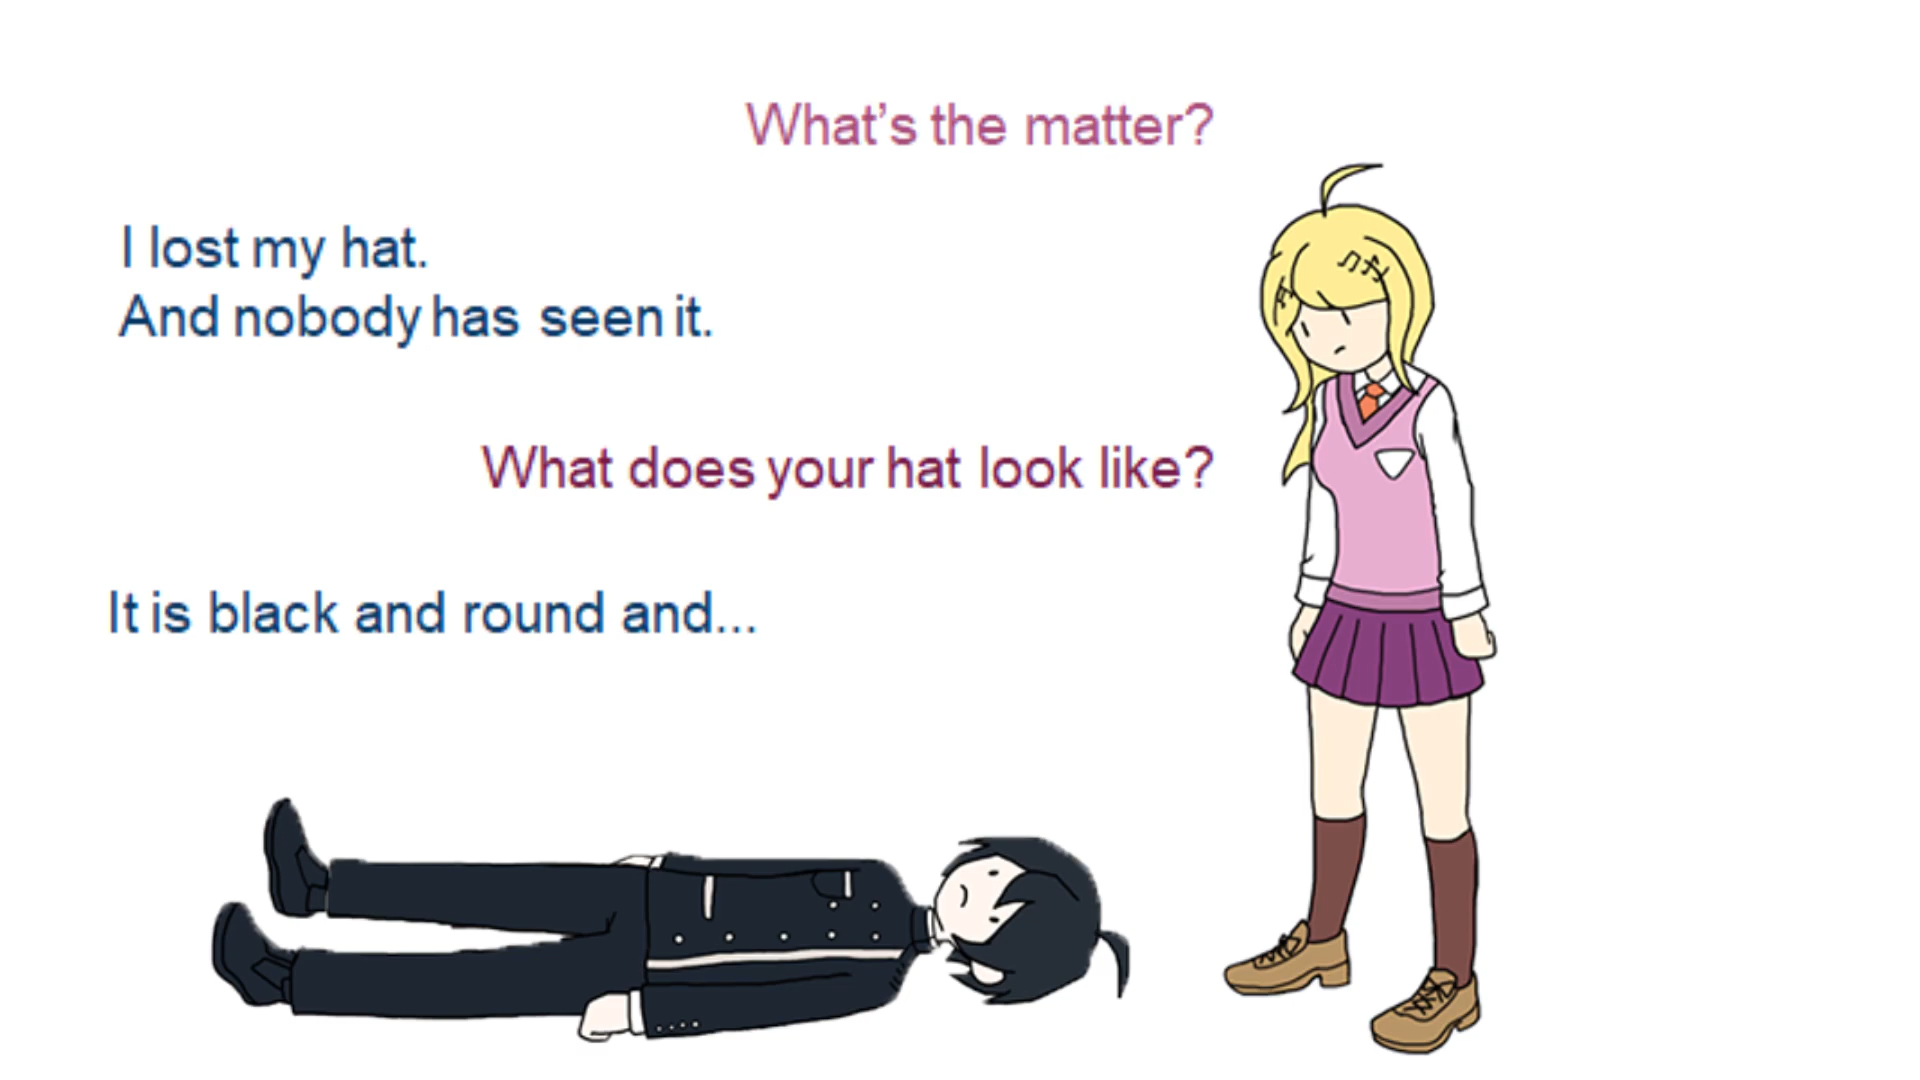 What’s the matter?
I lost my hat.
And nobody has seen it.
What does your hat look like?
It is black and round and...